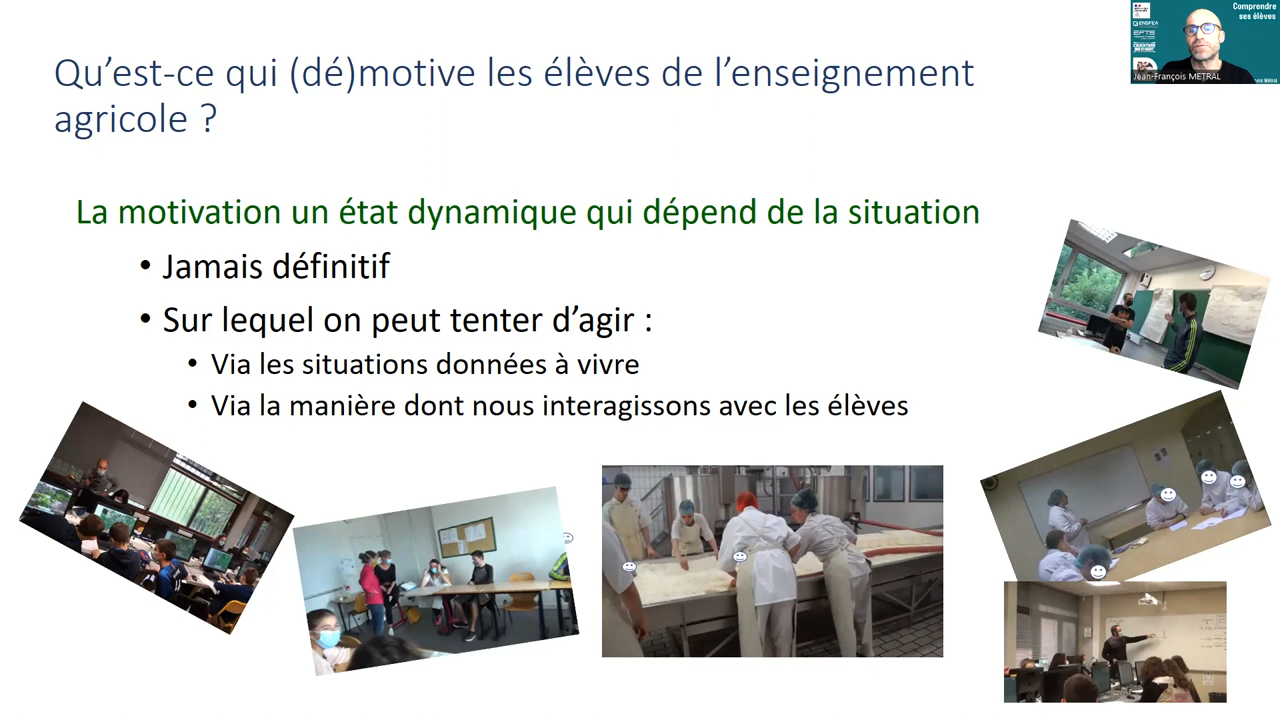 Comprendre
ses élèves
ENSFEA
EFTS
Jean-François METRAL
Qu'est-ce qui (dé)motive les élèves de l'enseignement
agricole ?
La motivation un état dynamique qui dépend de la situation
• Jamais définitif
• Sur lequel on peut tenter d'agir :
• Via les situations données à vivre
• Via la manière dont nous interagissons avec les élèves